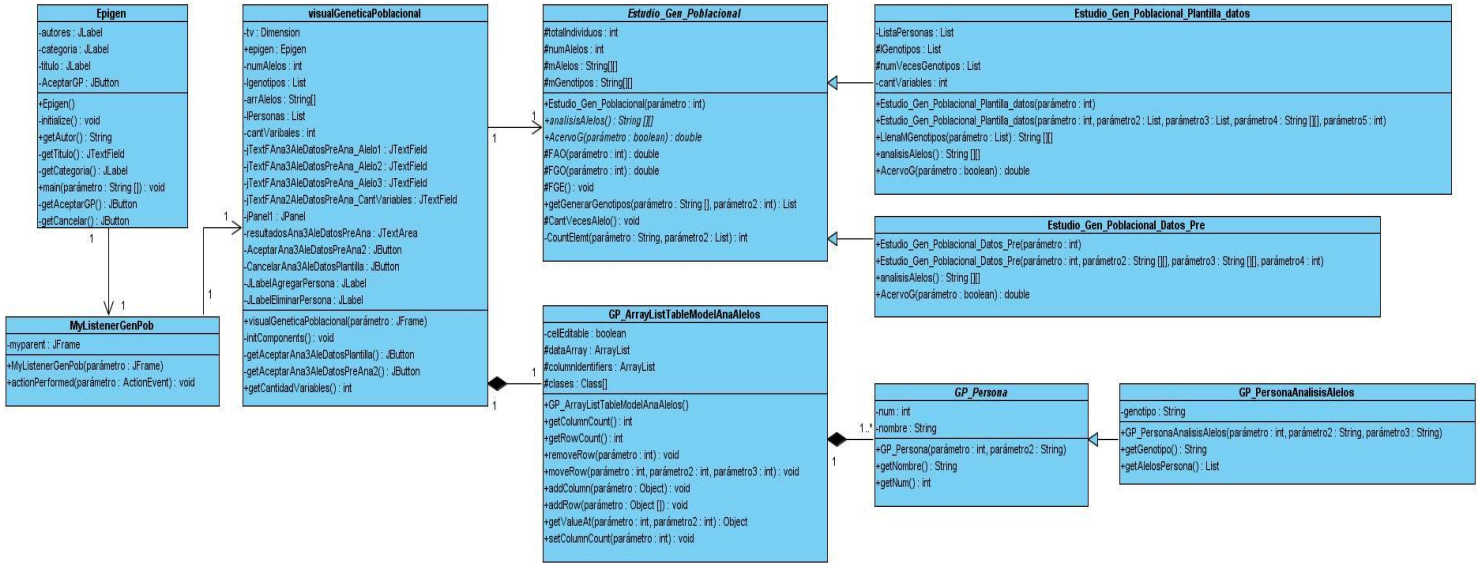 Epigen
-autores : JLabel
-categoria : JLabel
-titulo : JLabel
-AceptarGP : JButton
+Epigen()
-initialize() : void
+getAutor() : String
-getTitulo() : JTextField
-getCategoria() : JLabel
+main(parámetro : String []) : void
-getAceptarGP() : JButton
-getCancelar() : JButton
1
1
MyListenerGenPob
-myparent : JFrame
+MyListenerGenPob(parámetro : JFrame)
+actionPerformed(parámetro : ActionEvent) : void
1
1
visualGeneticaPoblacional
-tv : Dimension
+epigen : Epigen
-numAlelos : int
-lgenotipos : List
-arrAlelos : String[]
-lPersonas : List
-cantVaribales : int
-jTextFAna3AleDatosPreAna_Alelo1 : JTextField
-jTextFAna3AleDatosPreAna_Alelo2 : JTextField
-jTextFAna3AleDatosPreAna_Alelo3 : JTextField
-jTextFAna2AleDatosPreAna_CantVariables : JTextField
-jPanel1 : JPanel
-resultadosAna3AleDatosPreAna : JTextArea
-AceptarAna3AleDatosPreAna2 : JButton
-CancelarAna3AleDatosPlantilla : JButton
-JLabelAgregarPersona : JLabel
-JLabelEliminarPersona : JLabel
+visualGeneticaPoblacional(parámetro : JFrame)
-initComponents() : void
-getAceptarAna3AleDatosPlantilla() : JButton
-getAceptarAna3AleDatosPreAna2() : JButton
+getCantidadVariables() : int
1
1
1
1
Estudio_Gen_Poblacional
#totalIndividuos : int
#numAlelos : int
#mAlelos : String[][]
#mGenotipos : String[][]
+Estudio_Gen_Poblacional(parámetro : int)
+analisisAlelos() : String [][]
+AcervoG(parámetro : boolean) : double
#FAO(parámetro : int) : double
#FGO(parámetro : int) : double
#FGE() : void
+getGenerarGenotipos(parámetro : String [], parámetro2 : int) : List
#CantVecesAlelo() : void
-CountElemt(parámetro : String, parámetro2 : List) : int
GP_ArrayListTableModelAnaAlelos
-cellEditable : boolean
#dataArray : ArrayList
#columnIdentifiers : ArrayList
#clases : Class[]
+GP_ArrayListTableModelAnaAlelos()
+getColumnCount() : int
+getRowCount() : int
+removeRow(parámetro : int) : void
+moveRow(parámetro : int, parámetro2 : int, parámetro3 : int) : void
+addColumn(parámetro : Object) : void
+addRow(parámetro : Object []) : void
+getValueAt(parámetro : int, parámetro2 : int) : Object
+setColumnCount(parámetro : int) : void
1
1..*
Estudio_Gen_Poblacional_Plantilla_datos
-ListaPersonas : List
#lGenotipos : List
#numVecesGenotipos : List
-cantVariables : int
+Estudio_Gen_Poblacional_Plantilla_datos(parámetro : int)
+Estudio_Gen_Poblacional_Plantilla_datos(parámetro : int, parámetro2 : List, parámetro3 : List, parámetro4 : String [][], parámetro5 : int)
+LlenaMGenotipos(parámetro : List) : String [][]
+analisisAlelos() : String [][]
+AcervoG(parámetro : boolean) : double
Estudio_Gen_Poblacional_Datos_Pre
+Estudio_Gen_Poblacional_Datos_Pre(parámetro : int)
+Estudio_Gen_Poblacional_Datos_Pre(parámetro : int, parámetro2 : String [][], parámetro3 : String [][], parámetro4 : int)
+analisisAlelos() : String [][]
+AcervoG(parámetro : boolean) : double
GP_Persona
-num : int
-nombre : String
+GP_Persona(parámetro : int, parámetro2 : String)
+getNombre() : String
+getNum() : int
GP_PersonaAnalisisAlelos
-genotipo : String
+GP_PersonaAnalisisAlelos(parámetro : int, parámetro2 : String, parámetro3 : String)
+getGenotipo() : String
+getAlelosPersona() : List